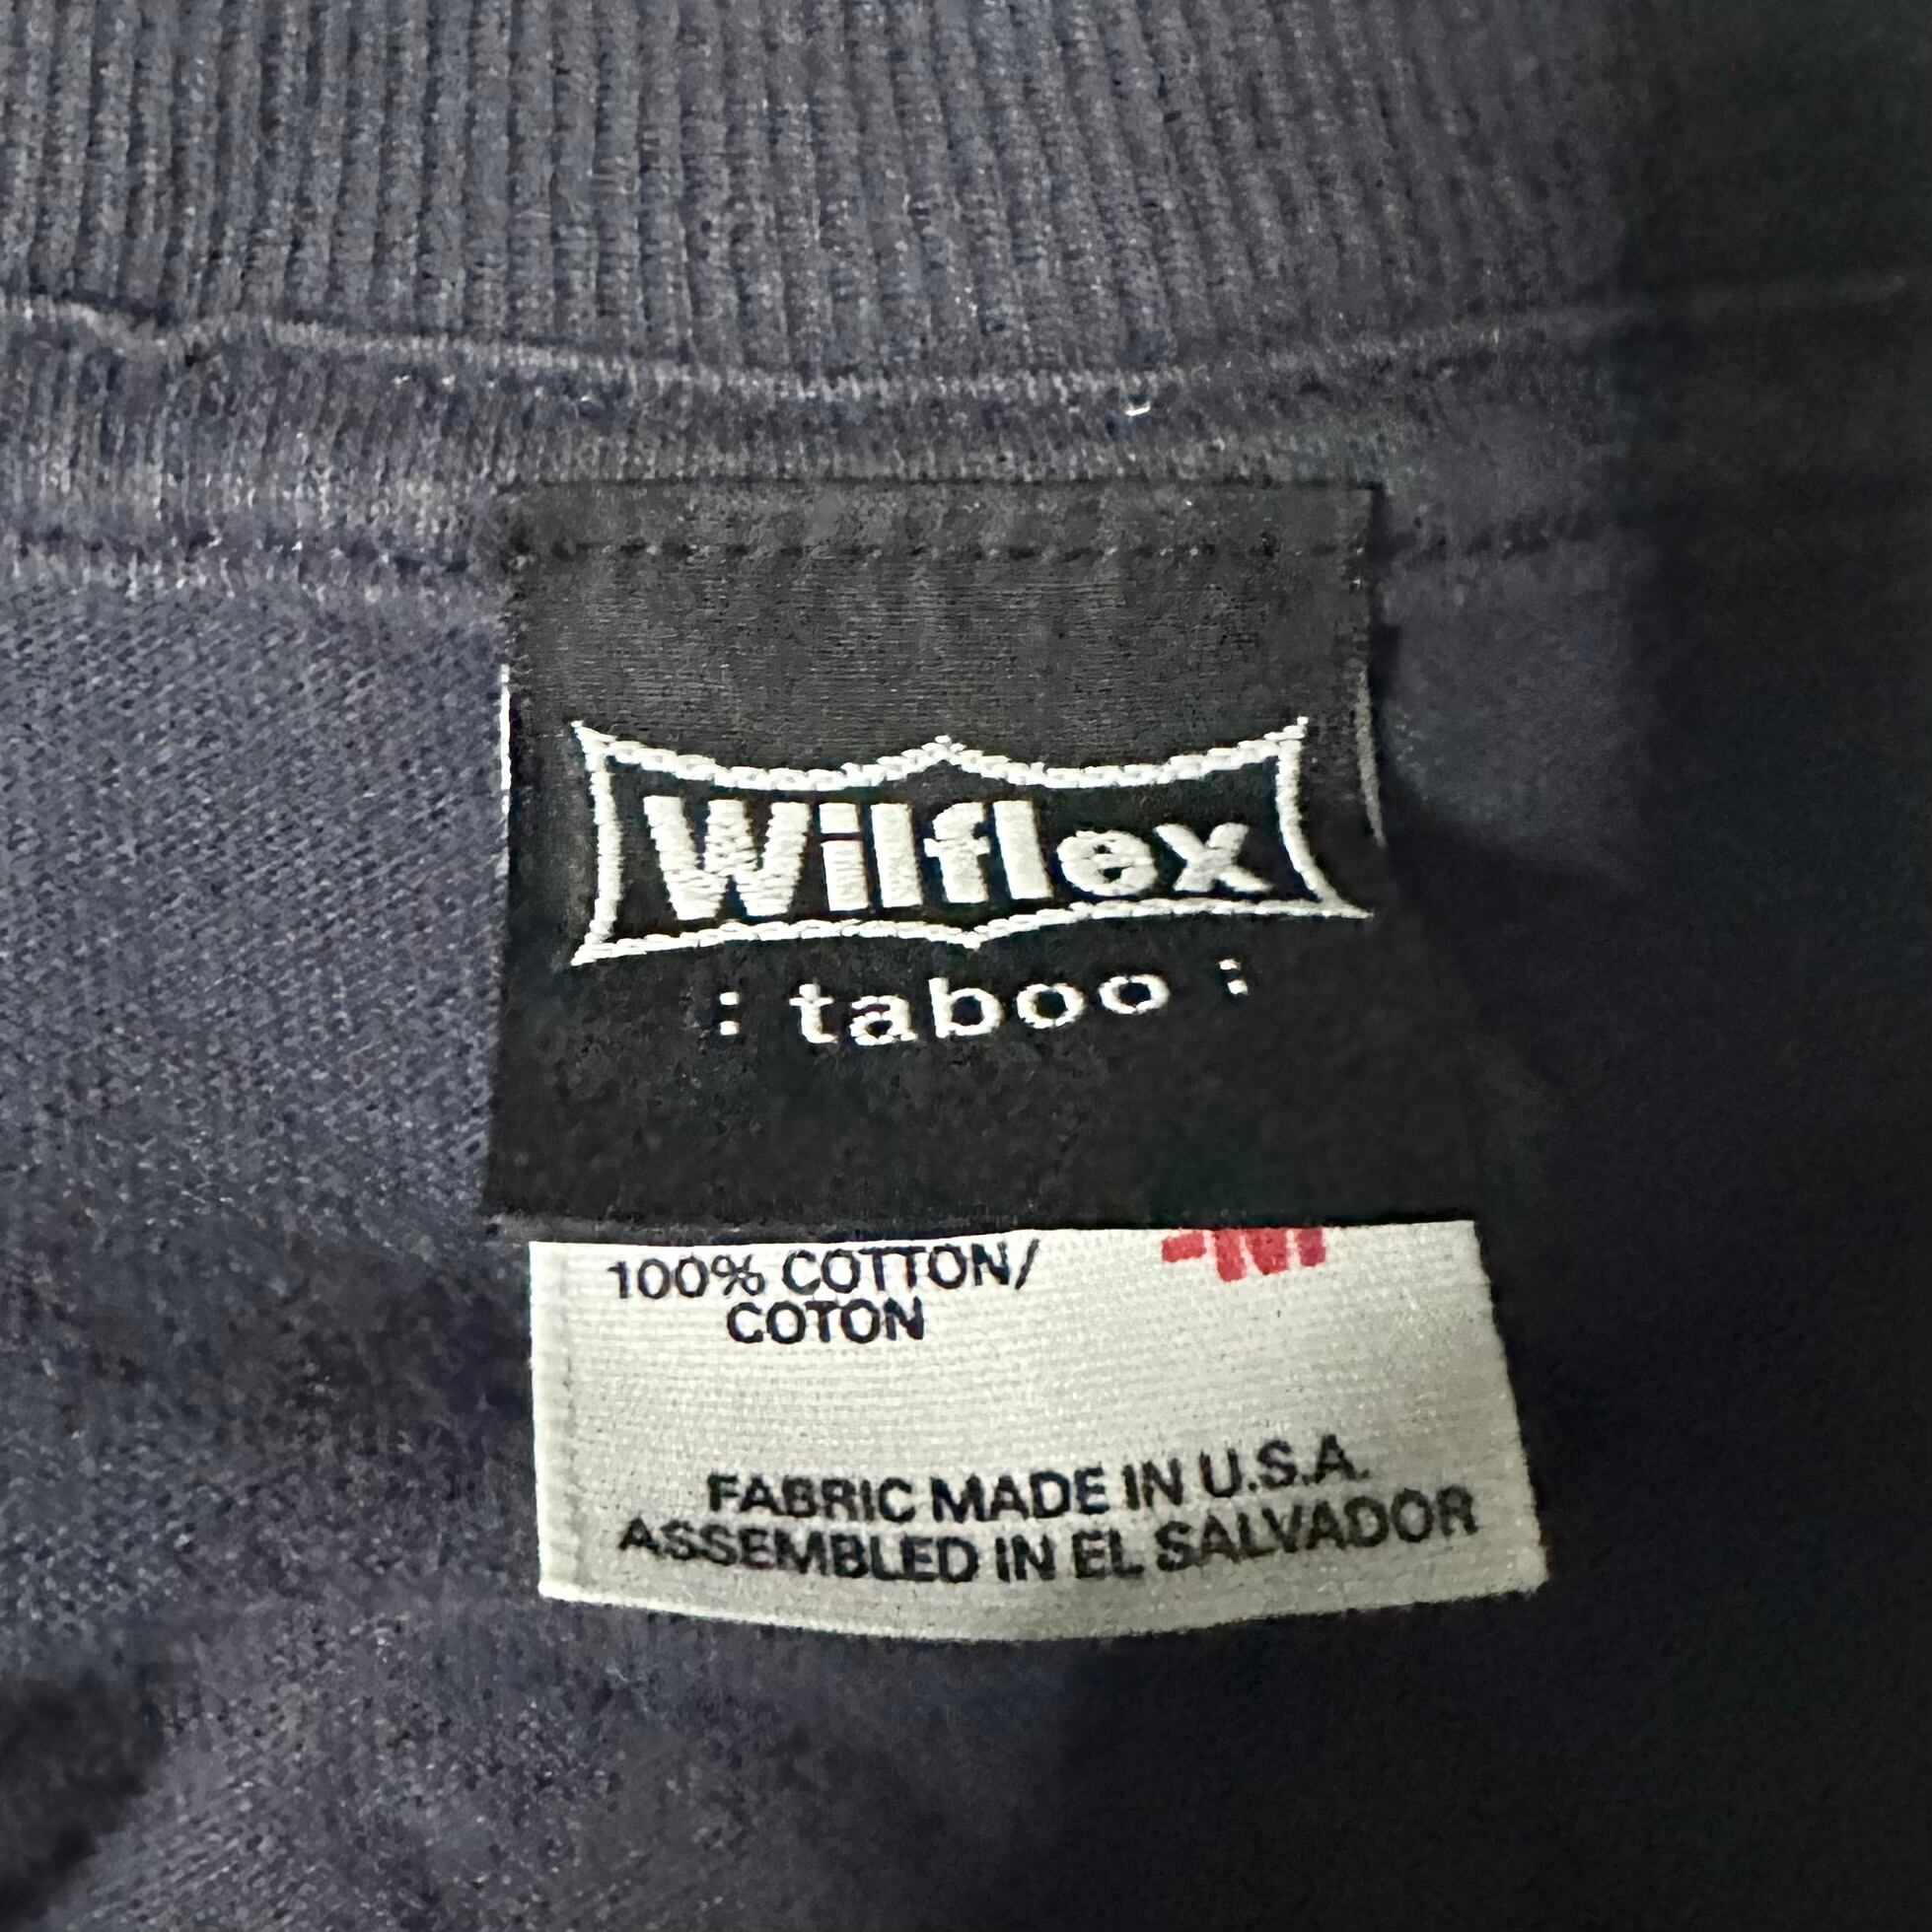 Wilflex
: taboo :
100% COTTON/
COTON
FABRIC MADE IN U.S.A.
ASSEMBLED IN EL SALVADOR